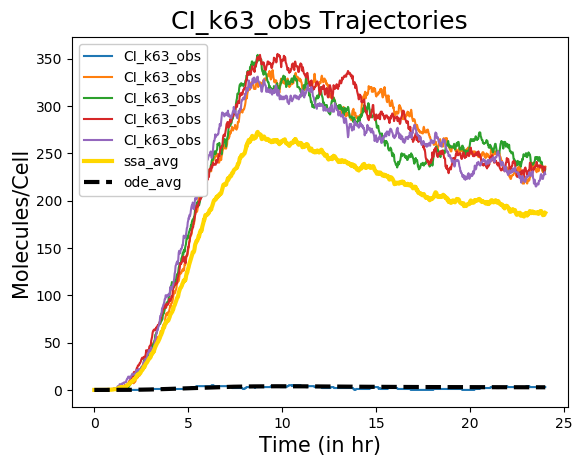 CI_k63_obs Trajectories
Molecules/Cell
350
300
250
200
150
100
50
0
CI_k63_obs
CI_k63_obs
CI_k63_obs
CI_k63_obs
CI_k63_obs
ssa_avg
ode_avg
0 5 10 15 20 25
Time (in hr)